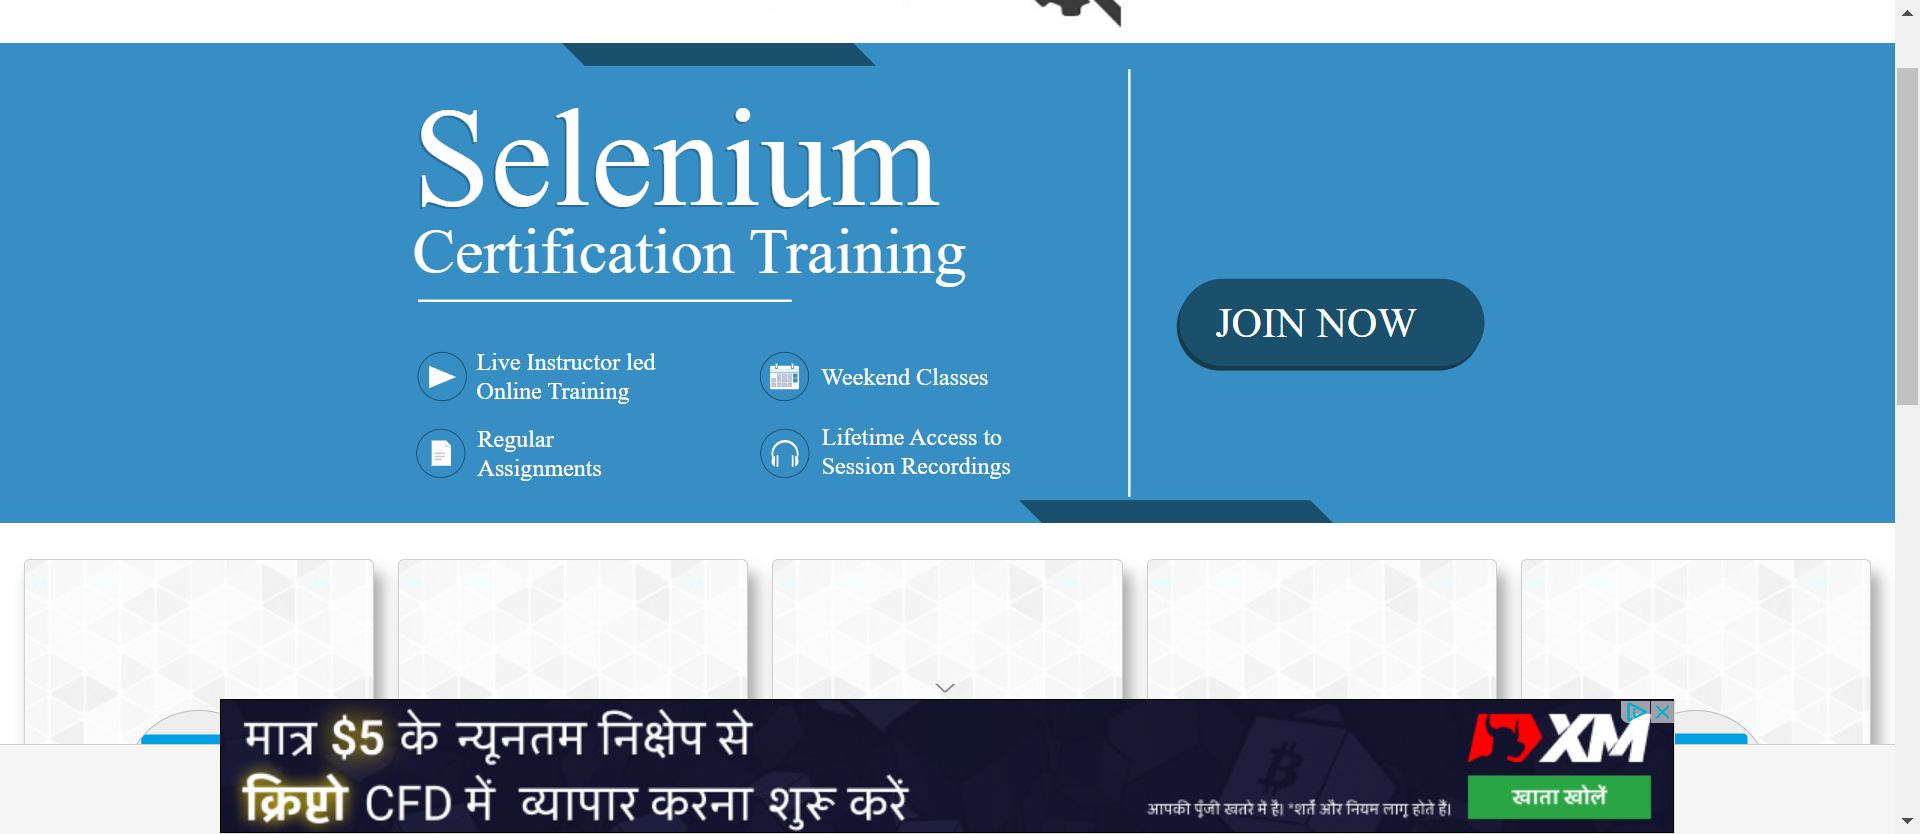 Selenium
Certification Training
Live Instructor led
Online Training
Weekend Classes
Regular
Assignments
Lifetime Access to
Session Recordings
JOIN NOW
मात्र $5 के न्यूनतम निक्षेप से
क्रिप्टो CFD में व्यापार करना शुरू करें
आपकी पूँजी खतरे में है। *शर्तें और नियम लागू होते हैं।
XM
खाता खोलें